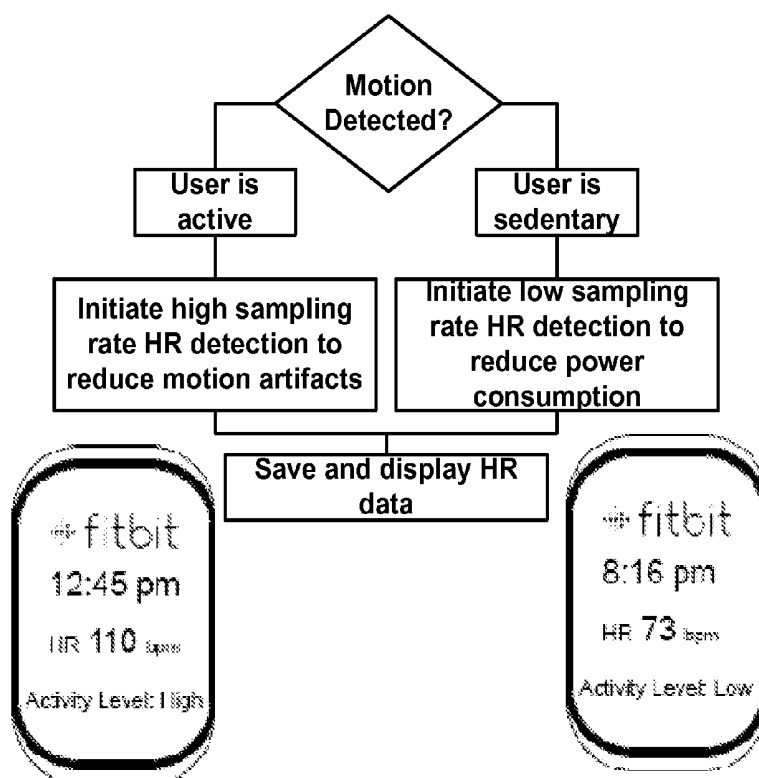 Motion
Detected?
User is
active
User is
sedentary
Initiate high sampling
rate HR detection to
reduce motion artifacts
Initiate low sampling
rate HR detection to
reduce power
consumption
Save and display HR
data
fitbit
12:45 pm
HR 110 bpm
Activity Level: High
fitbit
8:16 pm
HR 73 bpm
Activity Level: Low